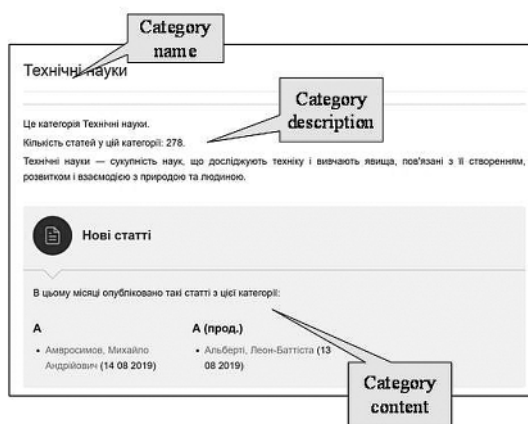 Category
name
Технічні науки
Category
description
Це категорія Технічні науки.
Кількість статей у цій категорії: 278.
Технічні науки — сукупність наук, що досліджують техніку і вивчають явища, пов'язані з її створенням,
розвитком і взаємодією з природою та людиною.
Нові статті
В цьому місяці опубліковано такі статті з цієї категорії:
А
А (прод.)
• Амвросимов, Михайло
Андрійович (14 08 2019)
• Альберті, Леон-Баттіста (13
08 2019)
Category
content